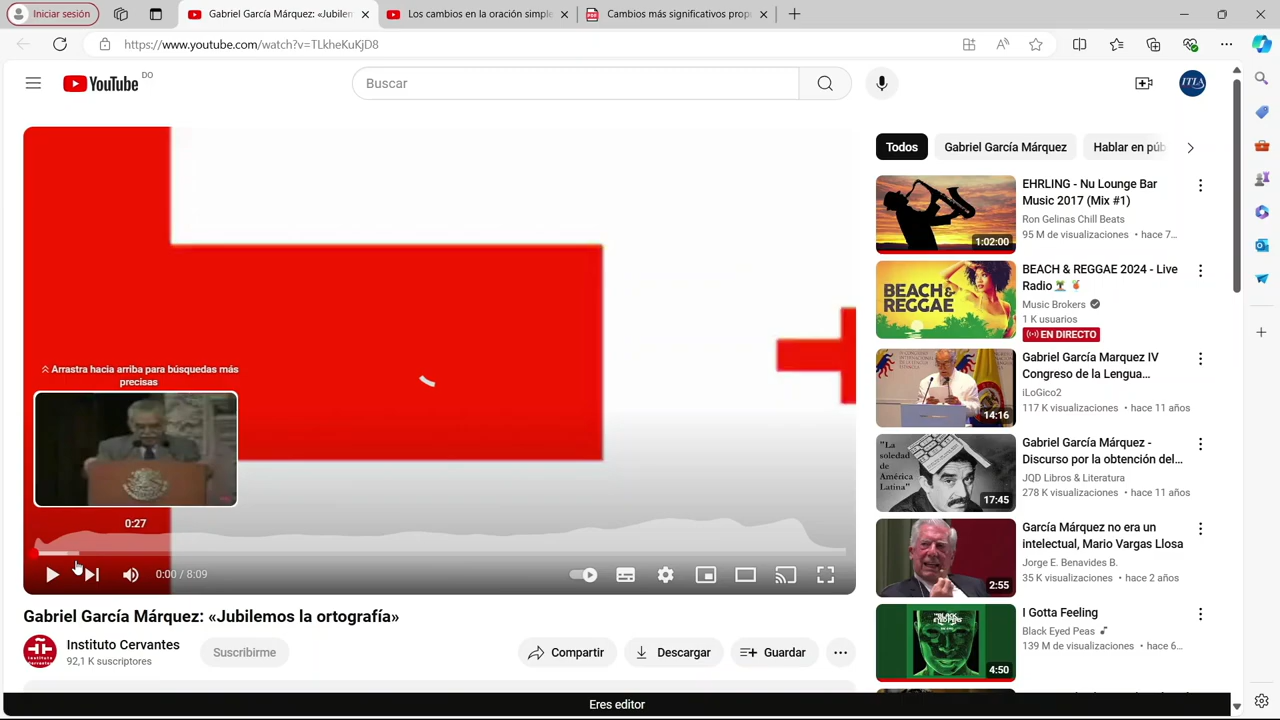 Iniciar sesión
Gabriel García Márquez: «Jubilem
Los cambios en la oración simple
Cambios más significativos prop
https://www.youtube.com/watch?v=TLkheKuKjD8
YouTube DO
Buscar
ITLA
Todos
Gabriel García Márquez
Hablar en púb
EHRLING - Nu Lounge Bar
Music 2017 (Mix #1)
Ron Gelinas Chill Beats
95 M de visualizaciones • hace 7...
1:02:00
BEACH & REGGAE 2024 - Live
Radio
Music Brokers
1 K usuarios
EN DIRECTO
BEACH &
REGGAE
Gabriel García Marquez IV
Congreso de la Lengua...
iLoGico2
117 K visualizaciones • hace 11 años
14:16
Gabriel García Márquez -
Discurso por la obtención del...
JQD Libros & Literatura
278 K visualizaciones • hace 11 años
"La
soledad
de
América
Latina"
17:45
García Márquez no era un
intelectual, Mario Vargas Llosa
Jorge E. Benavides B.
35 K visualizaciones • hace 2 años
2:55
I Gotta Feeling
Black Eyed Peas
139 M de visualizaciones • hace 6...
4:50
Arrastra hacia arriba para búsquedas más
precisas
0:27
0:00 / 8:09
Gabriel García Márquez: «Jubilemos la ortografía»
Instituto Cervantes
92,1 K suscriptores
Suscribirme
Compartir
Descargar
Guardar
Eres editor